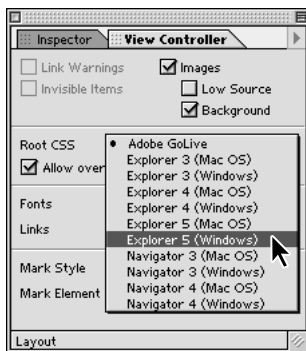 Inspector View Controller
Link Warnings Images
Invisible Items Low Source
Background
Root CSS • Adobe GoLive
Allow over Explorer 3 (Mac OS)
Explorer 3 (Windows)
Explorer 4 (Mac OS)
Fonts Explorer 4 (Windows)
Links Explorer 5 (Mac OS)
Explorer 5 (Windows)
Navigator 3 (Mac OS)
Mark Style Navigator 3 (Windows)
Navigator 4 (Mac OS)
Mark Element Navigator 4 (Windows)
Layout